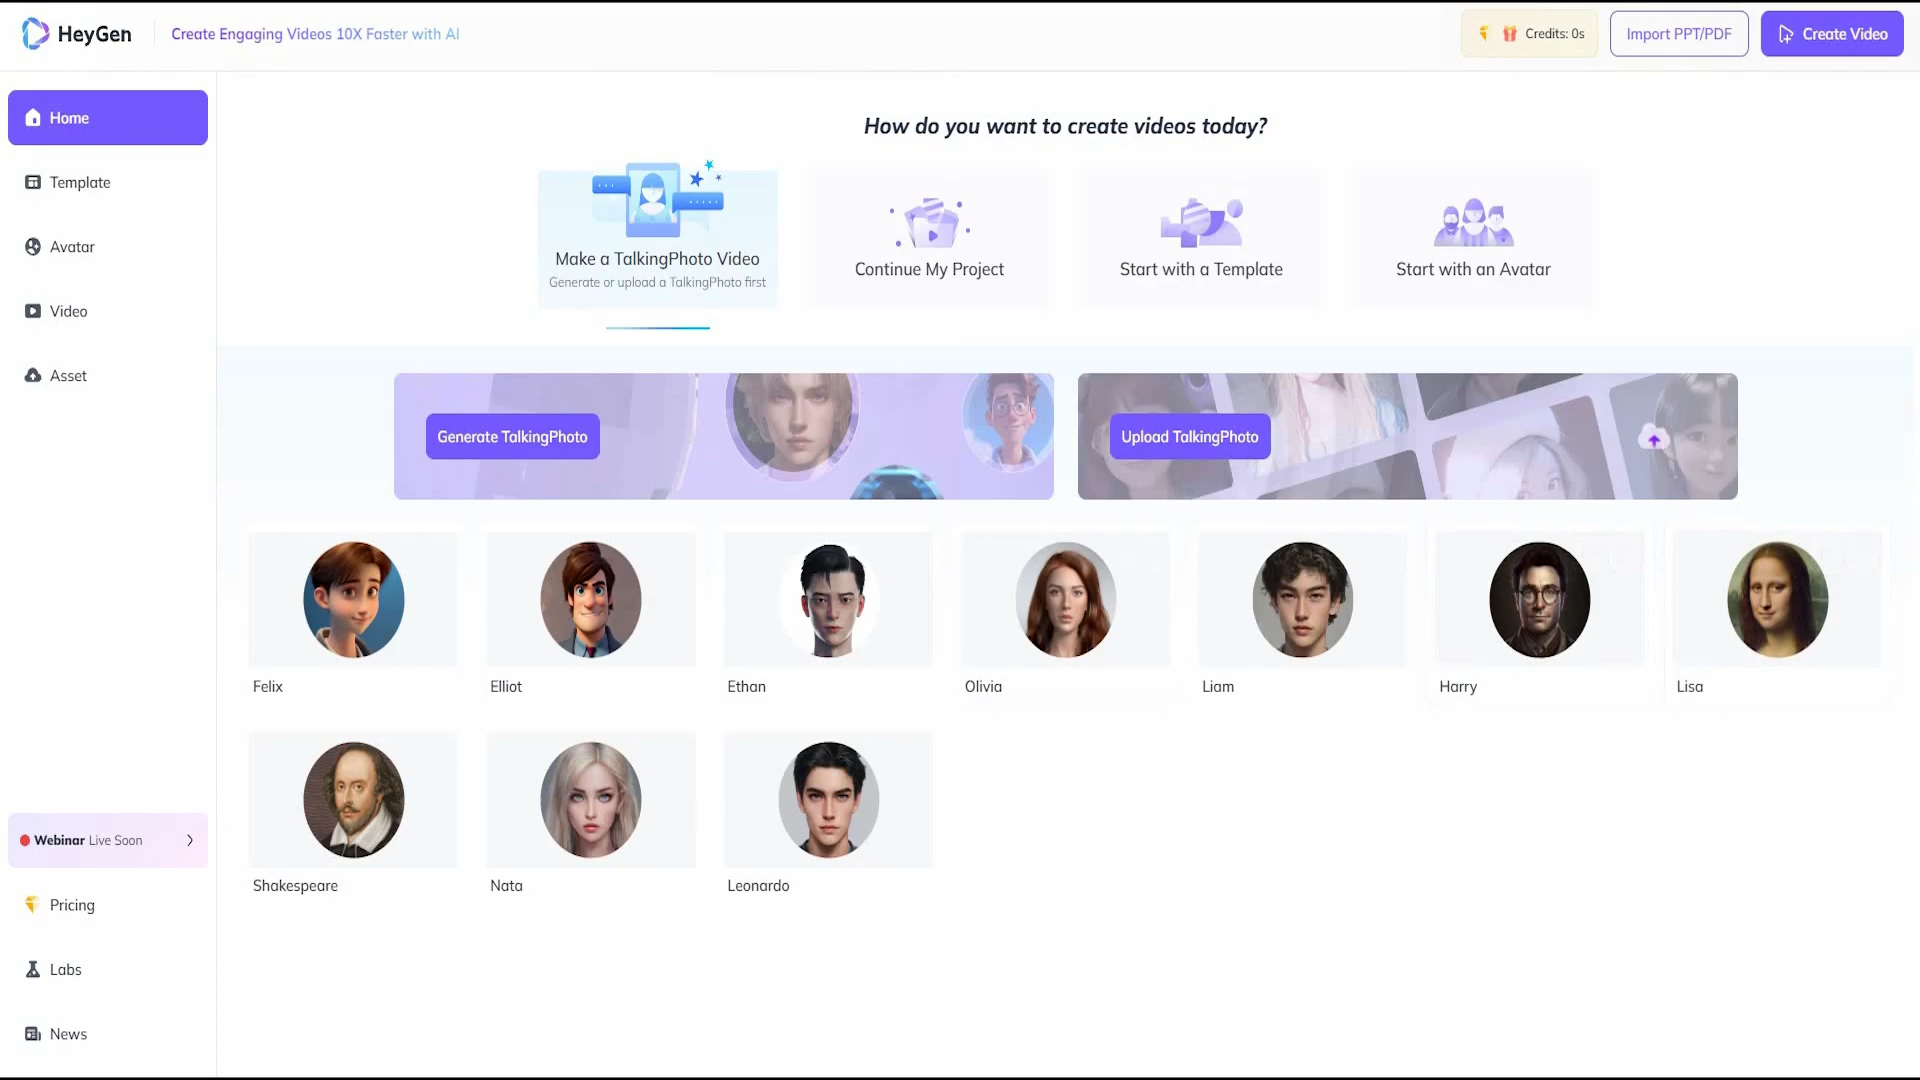 HeyGen
Create Engaging Videos 10X Faster with AI
Credits: 0s
Import PPT/PDF
Create Video
Home
Template
Avatar
Video
Asset
Webinar Live Soon
Pricing
Labs
News
How do you want to create videos today?
Make a TalkingPhoto Video
Generate or upload a TalkingPhoto first
Continue My Project
Start with a Template
Start with an Avatar
Generate TalkingPhoto
Upload TalkingPhoto
Felix
Elliot
Ethan
Olivia
Liam
Harry
Lisa
Shakespeare
Nata
Leonardo